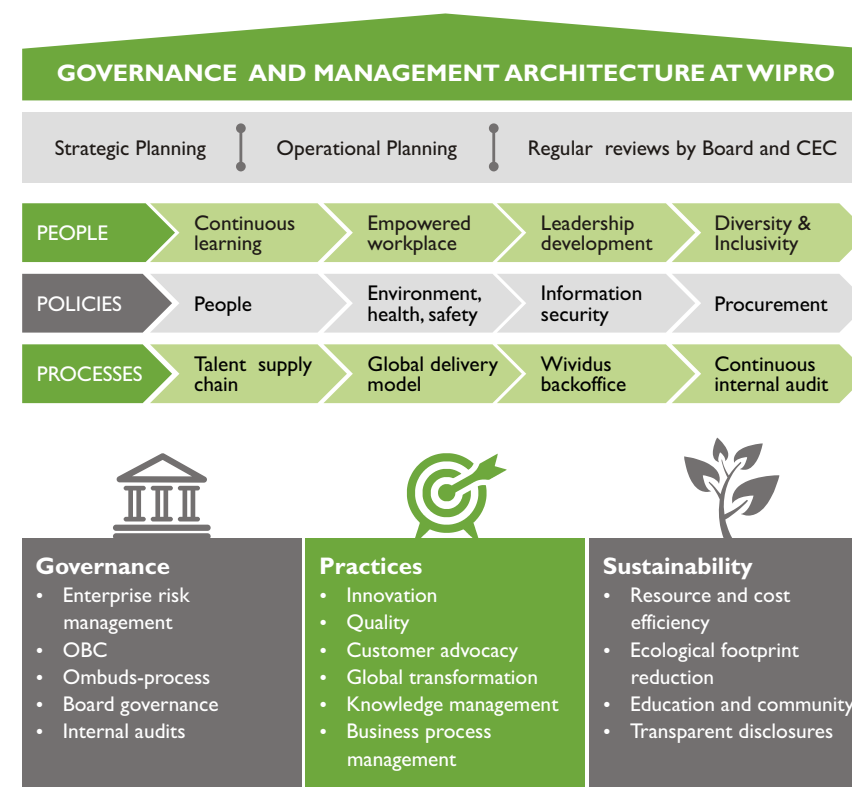 GOVERNANCE AND MANAGEMENT ARCHITECTURE AT WIPRO
Strategic Planning
Operational Planning
Regular reviews by Board and CEC
PEOPLE
Continuous
learning
Empowered
workplace
Leadership
development
Diversity &
Inclusivity
POLICIES
People
Environment,
health, safety
Information
security
Procurement
PROCESSES
Talent supply
chain
Global delivery
model
Wividus
backoffice
Continuous
internal audit
Governance
• Enterprise risk
management
• OBC
• Ombuds-process
• Board governance
• Internal audits
Practices
• Innovation
• Quality
• Customer advocacy
• Global transformation
• Knowledge management
• Business process
management
Sustainability
• Resource and cost
efficiency
• Ecological footprint
reduction
• Education and community
• Transparent disclosures